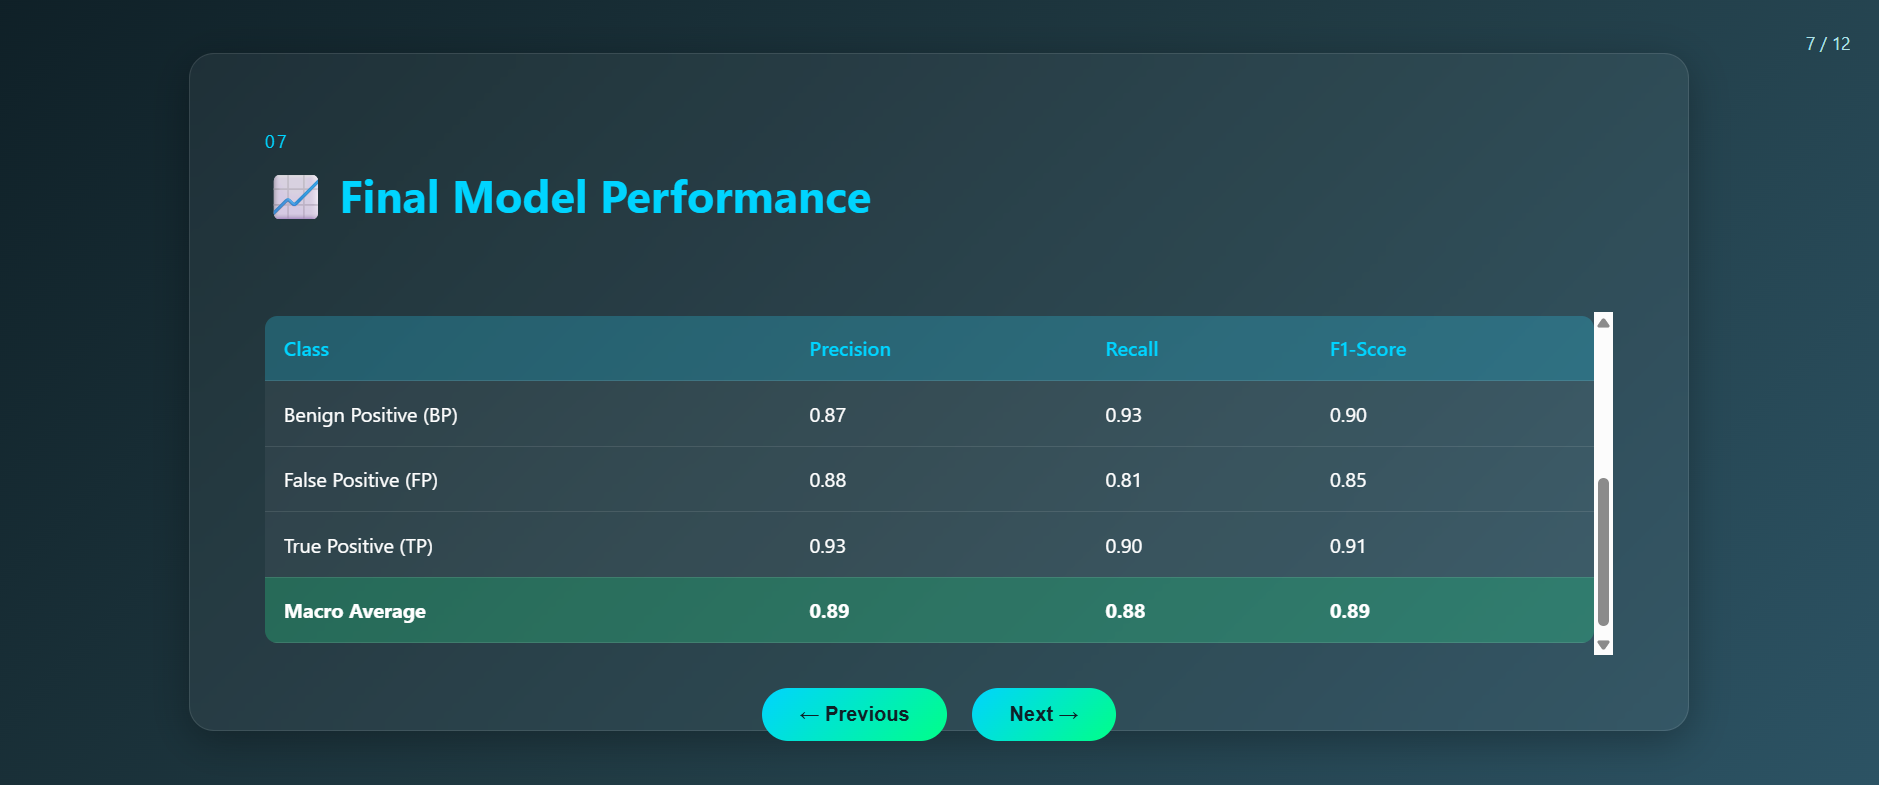 7 / 12
07
📈 Final Model Performance
Class Precision Recall F1-Score
Benign Positive (BP) 0.87 0.93 0.90
False Positive (FP) 0.88 0.81 0.85
True Positive (TP) 0.93 0.90 0.91
Macro Average 0.89 0.88 0.89
← Previous Next →